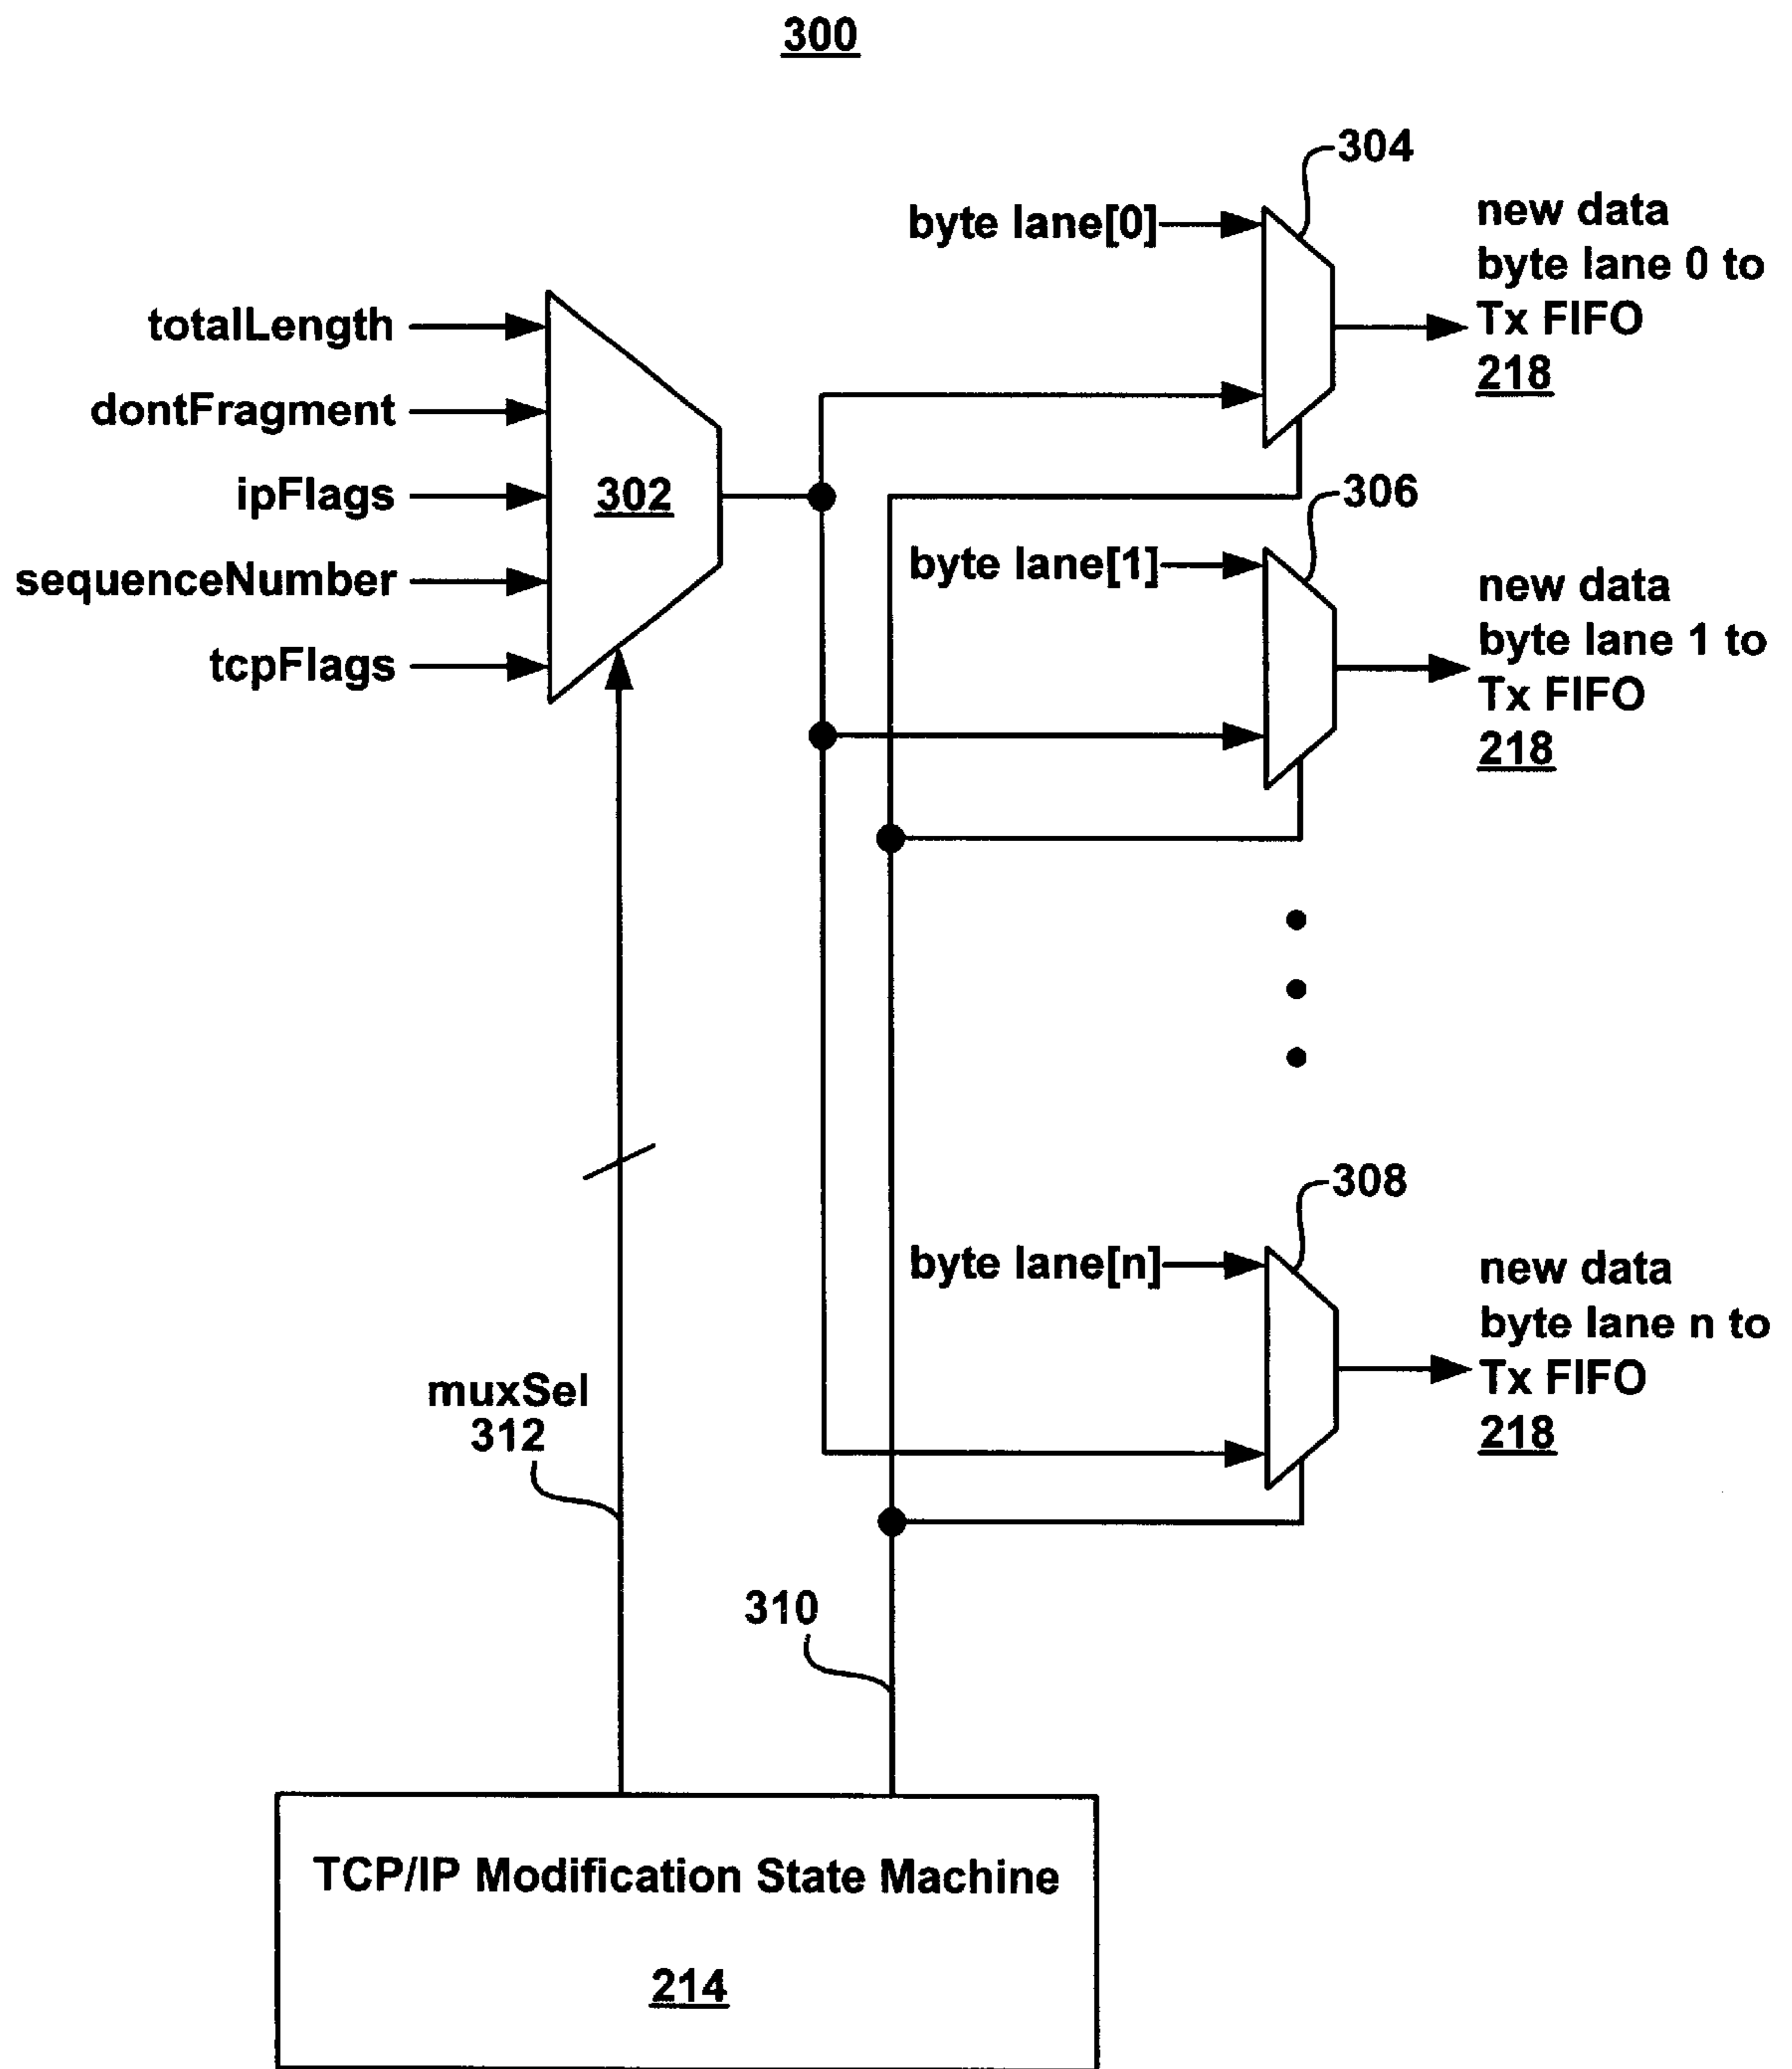 300
304
byte lane[0]
new data
byte lane 0 to
Tx FIFO
218
totalLength
dontFragment
ipFlags
sequenceNumber
tcpFlags
302
306
byte lane[1]
new data
byte lane 1 to
Tx FIFO
218
308
byte lane[n]
new data
byte lane n to
Tx FIFO
218
muxSel
312
310
TCP/IP Modification State Machine
214